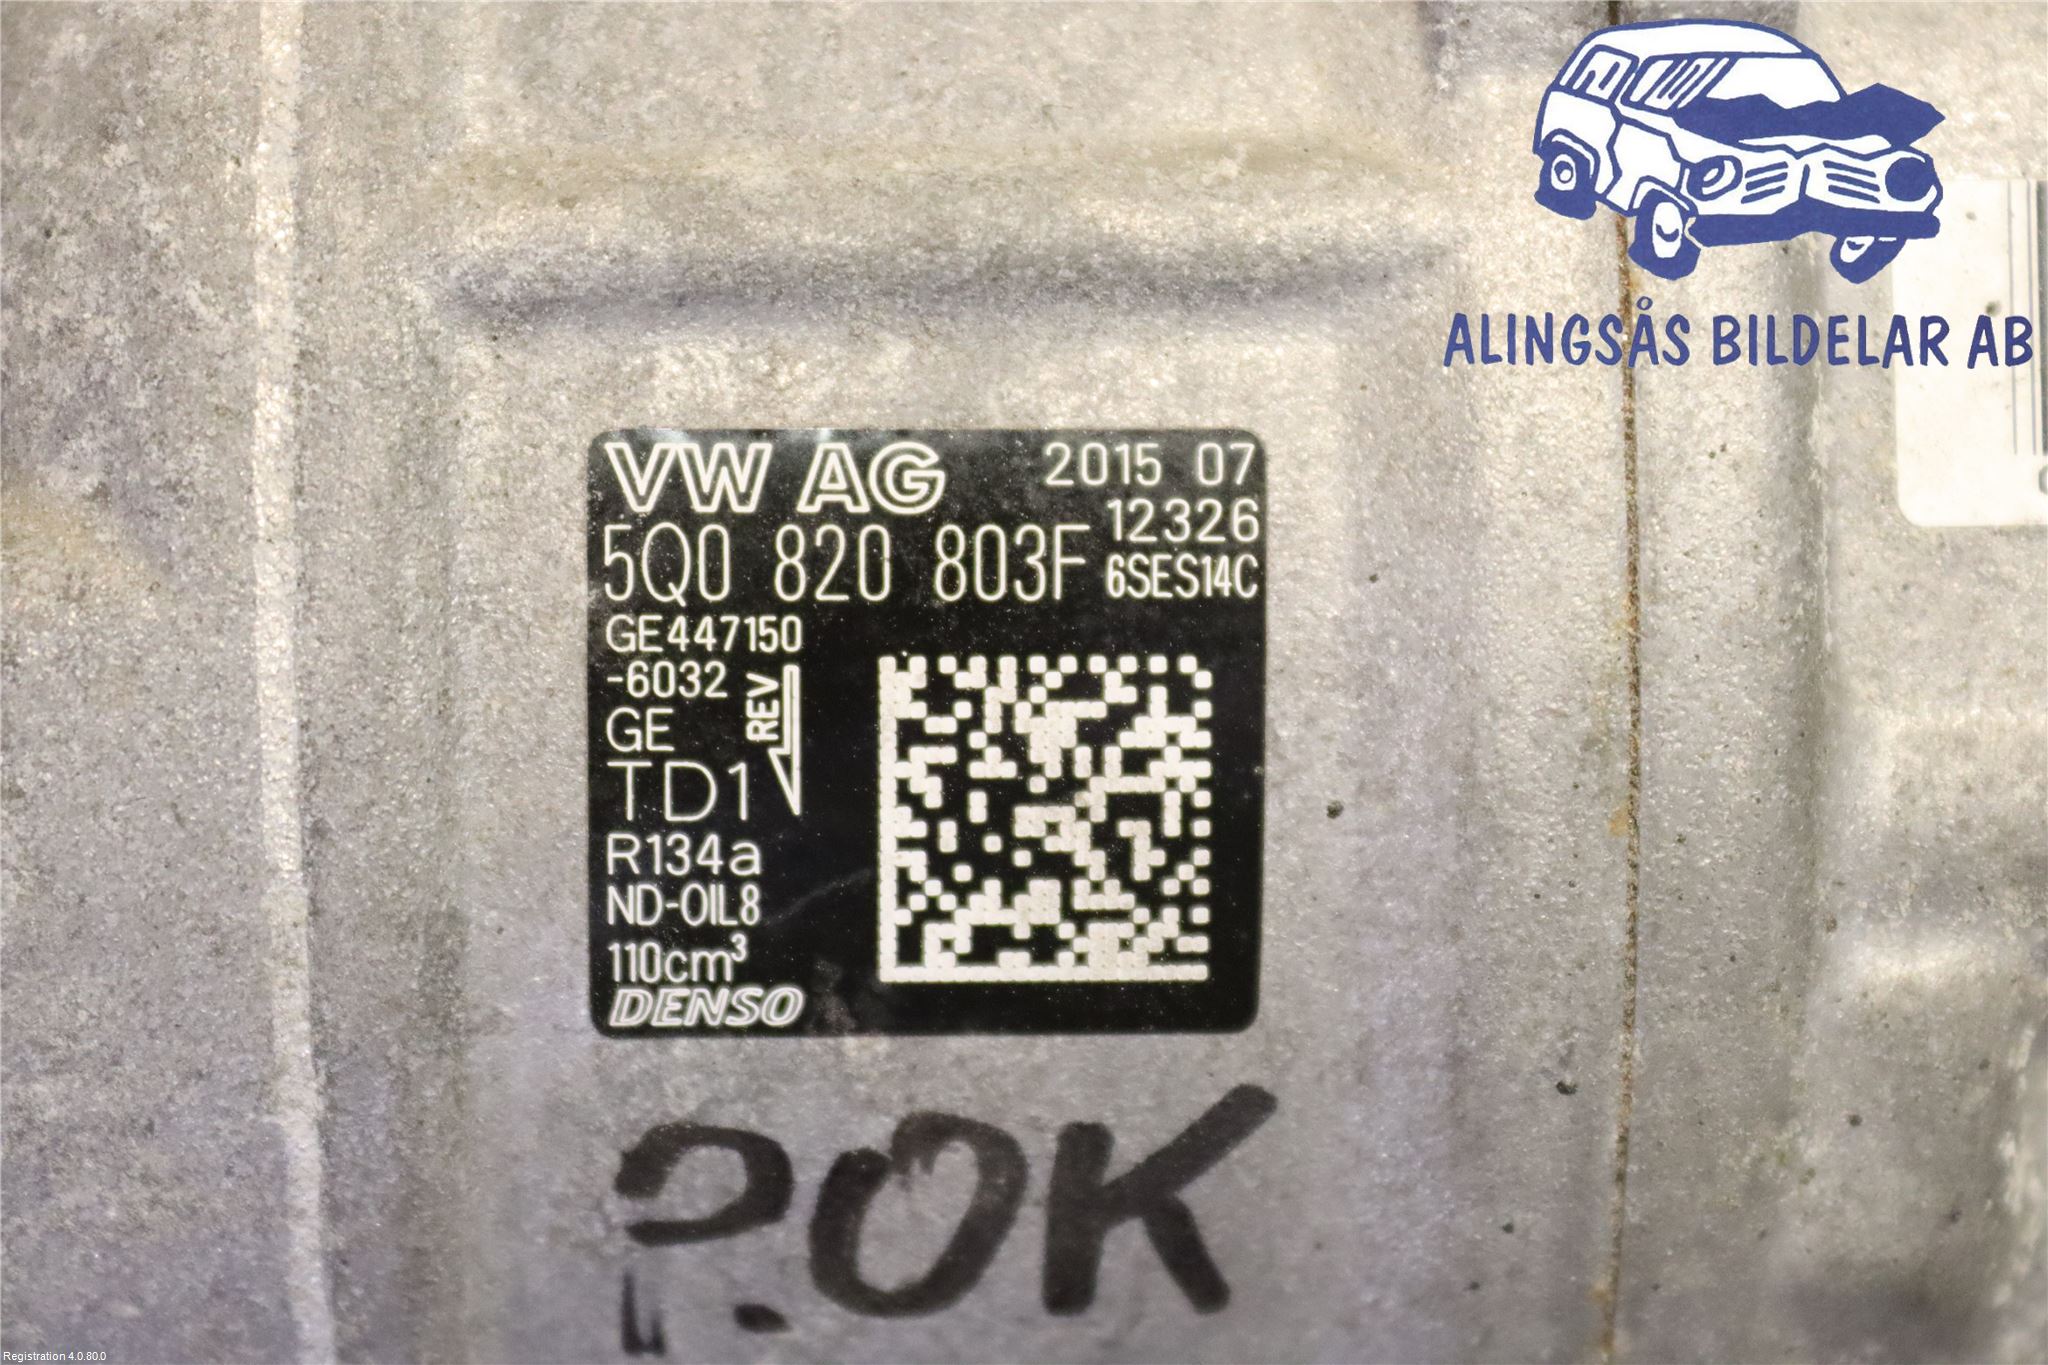 ALINGSÅS BILDELAR AB
VW AG 2015 07
12326
5Q0 820 803F 6SES14C
GE447150
-6032
REV
GE
TD1
R134a
ND-OIL8
110cm³
DENSO
OK
Registration 4.0.80.0